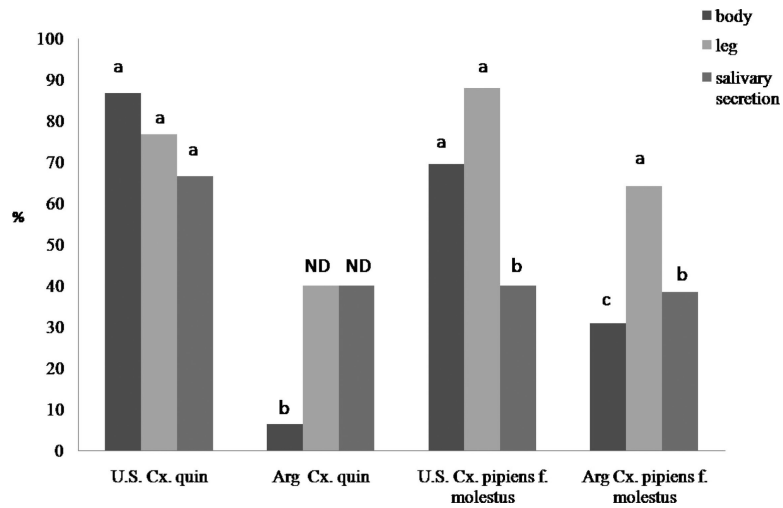 body
leg
salivary
secretion
100
90
80
70
60
50
40
30
20
10
0
%
a
a
a
b
ND
ND
a
a
b
c
a
b
U.S. Cx. quin
Arg Cx. quin
U.S. Cx. pipiens f.
molestus
Arg Cx. pipiens f.
molestus